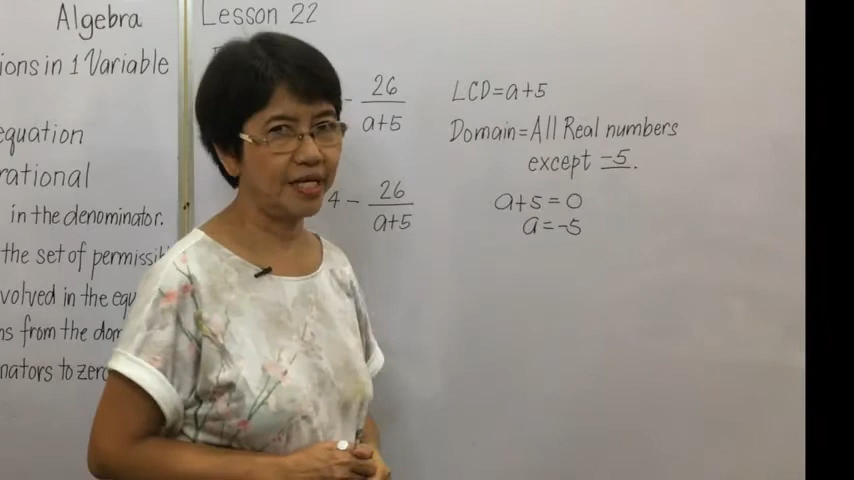 Algebra
ions in 1 Variable
equation
rational
in the denominator.
the set of permissi
volved in the equ
ns from the dom
nators to zero
Lesson 22
- 26
a+5
4 - 26
a+5
LCD=a+5
Domain=All Real numbers
except -5.
a+5=0
a=-5